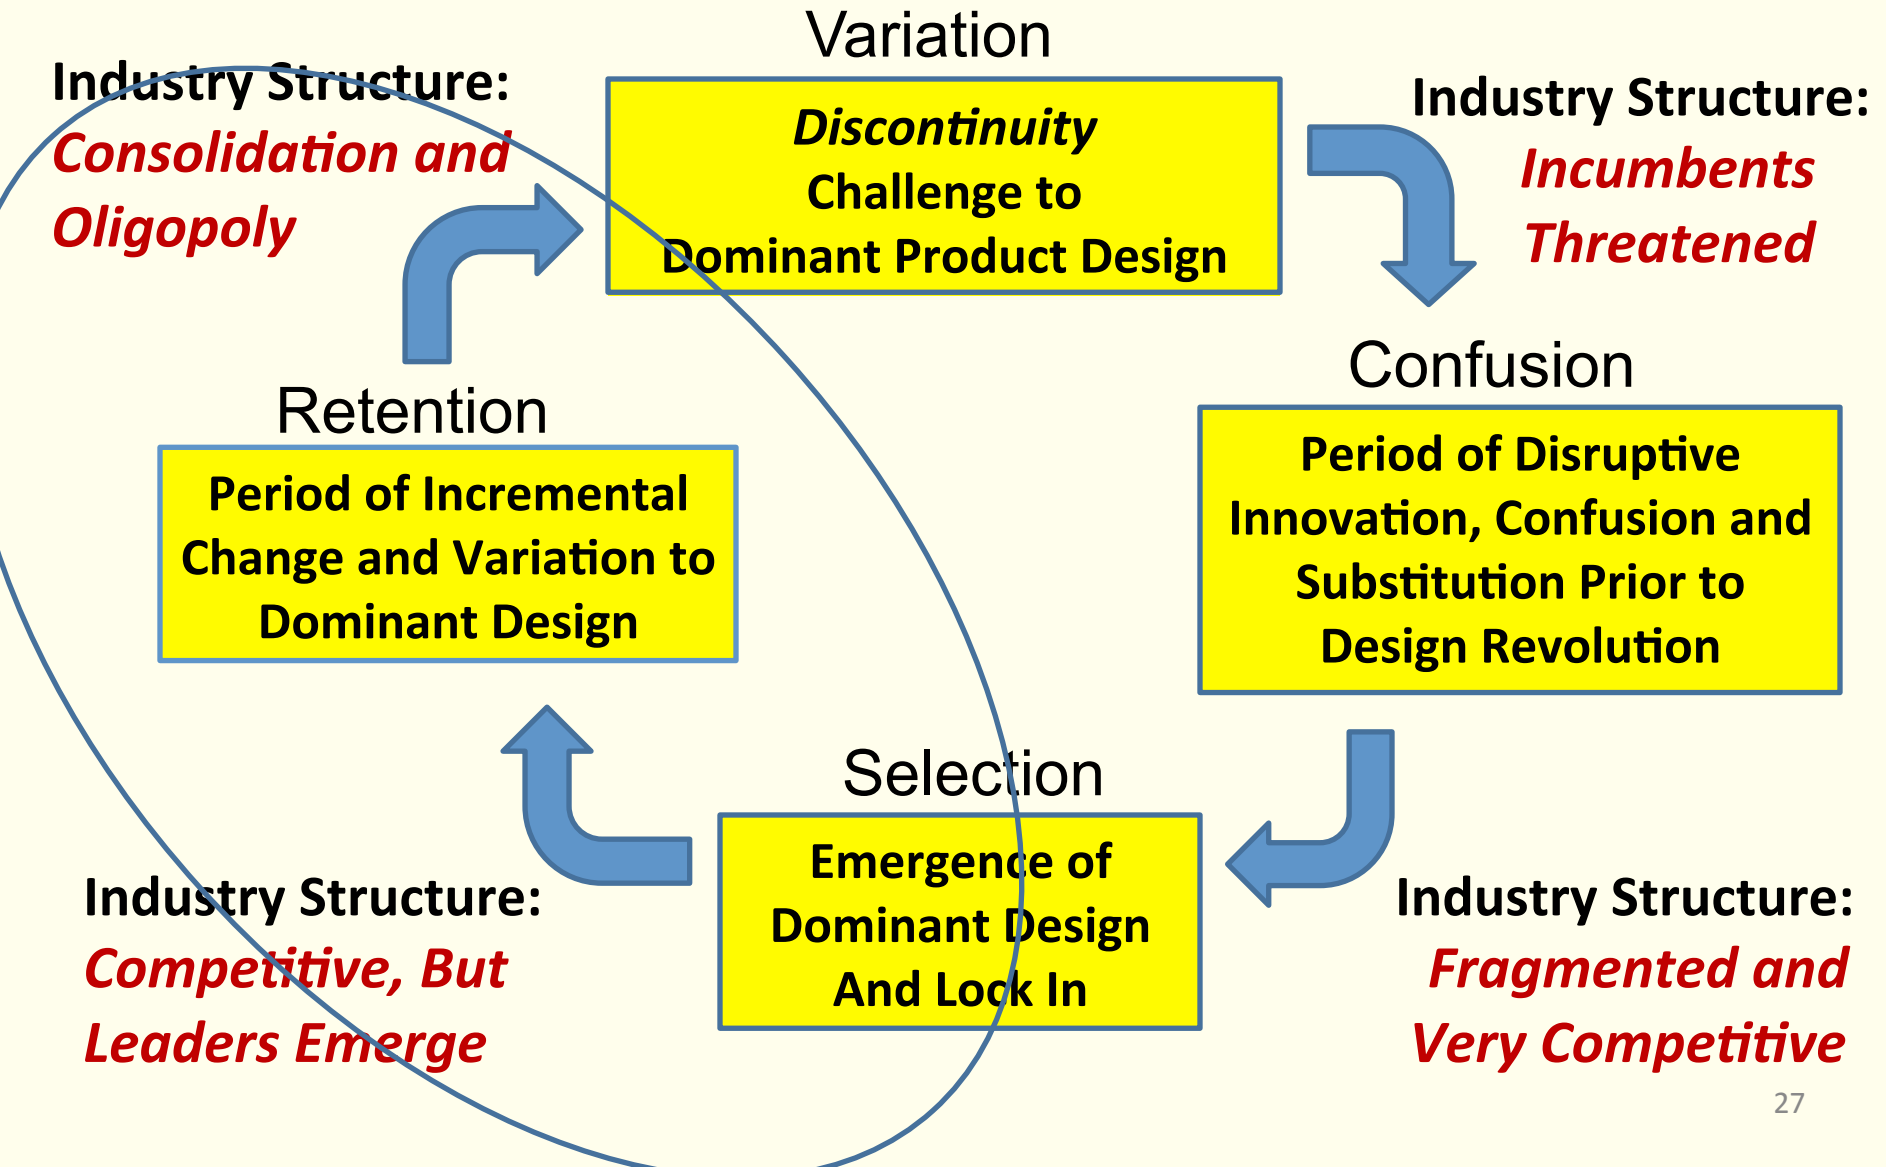 Variation
Industry Structure:
Consolidation and
Oligopoly
Discontinuity
Challenge to
Dominant Product Design
Industry Structure:
Incumbents
Threatened
Retention
Period of Incremental
Change and Variation to
Dominant Design
Confusion
Period of Disruptive
Innovation, Confusion and
Substitution Prior to
Design Revolution
Selection
Emergence of
Dominant Design
And Lock In
Industry Structure:
Competitive, But
Leaders Emerge
Industry Structure:
Fragmented and
Very Competitive
27